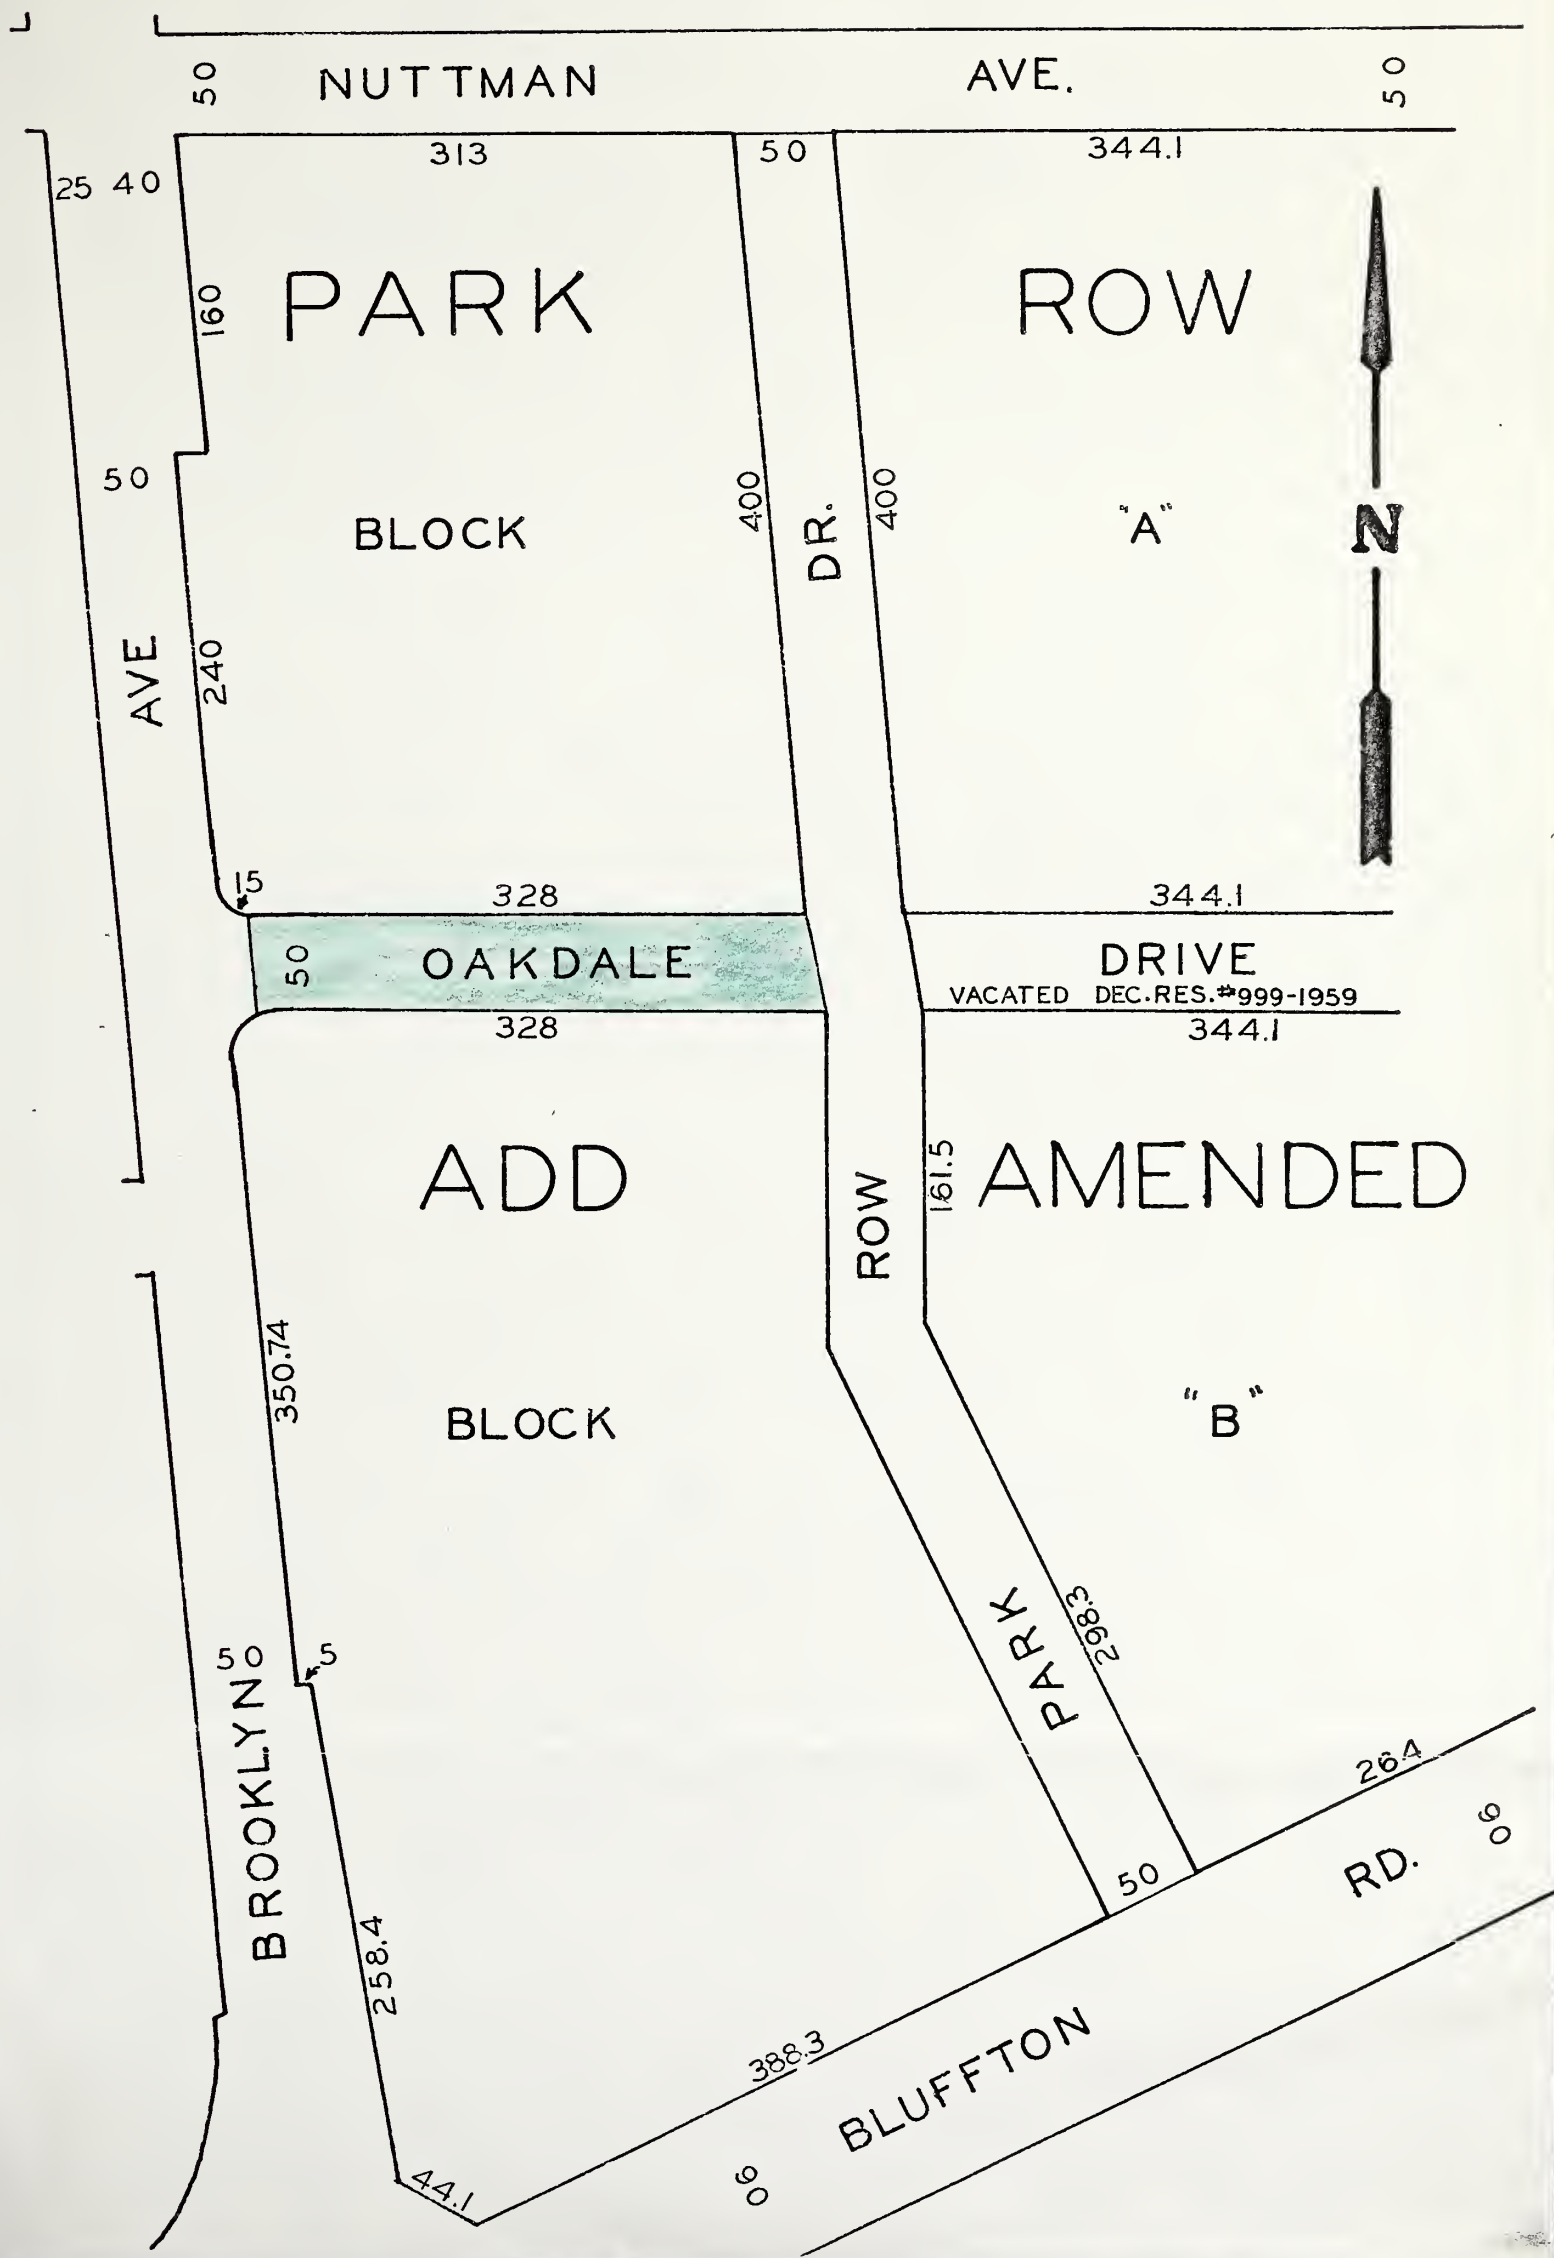 50 NUTTMAN AVE. 50
313 50 344.1
25 40
160
PARK ROW
50
BLOCK "A"
400 DR. 400
N
AVE
240
15
328 344.1
50 OAKDALE DRIVE
VACATED DEC.RES.#999-1959
328 344.1
ADD AMENDED
161.5
ROW
350.74
BLOCK "B"
50 5
PARK
298.3
BROOKLYN
264
90
RD.
50
258.4
388.3
BLUFFTON
44.1
90